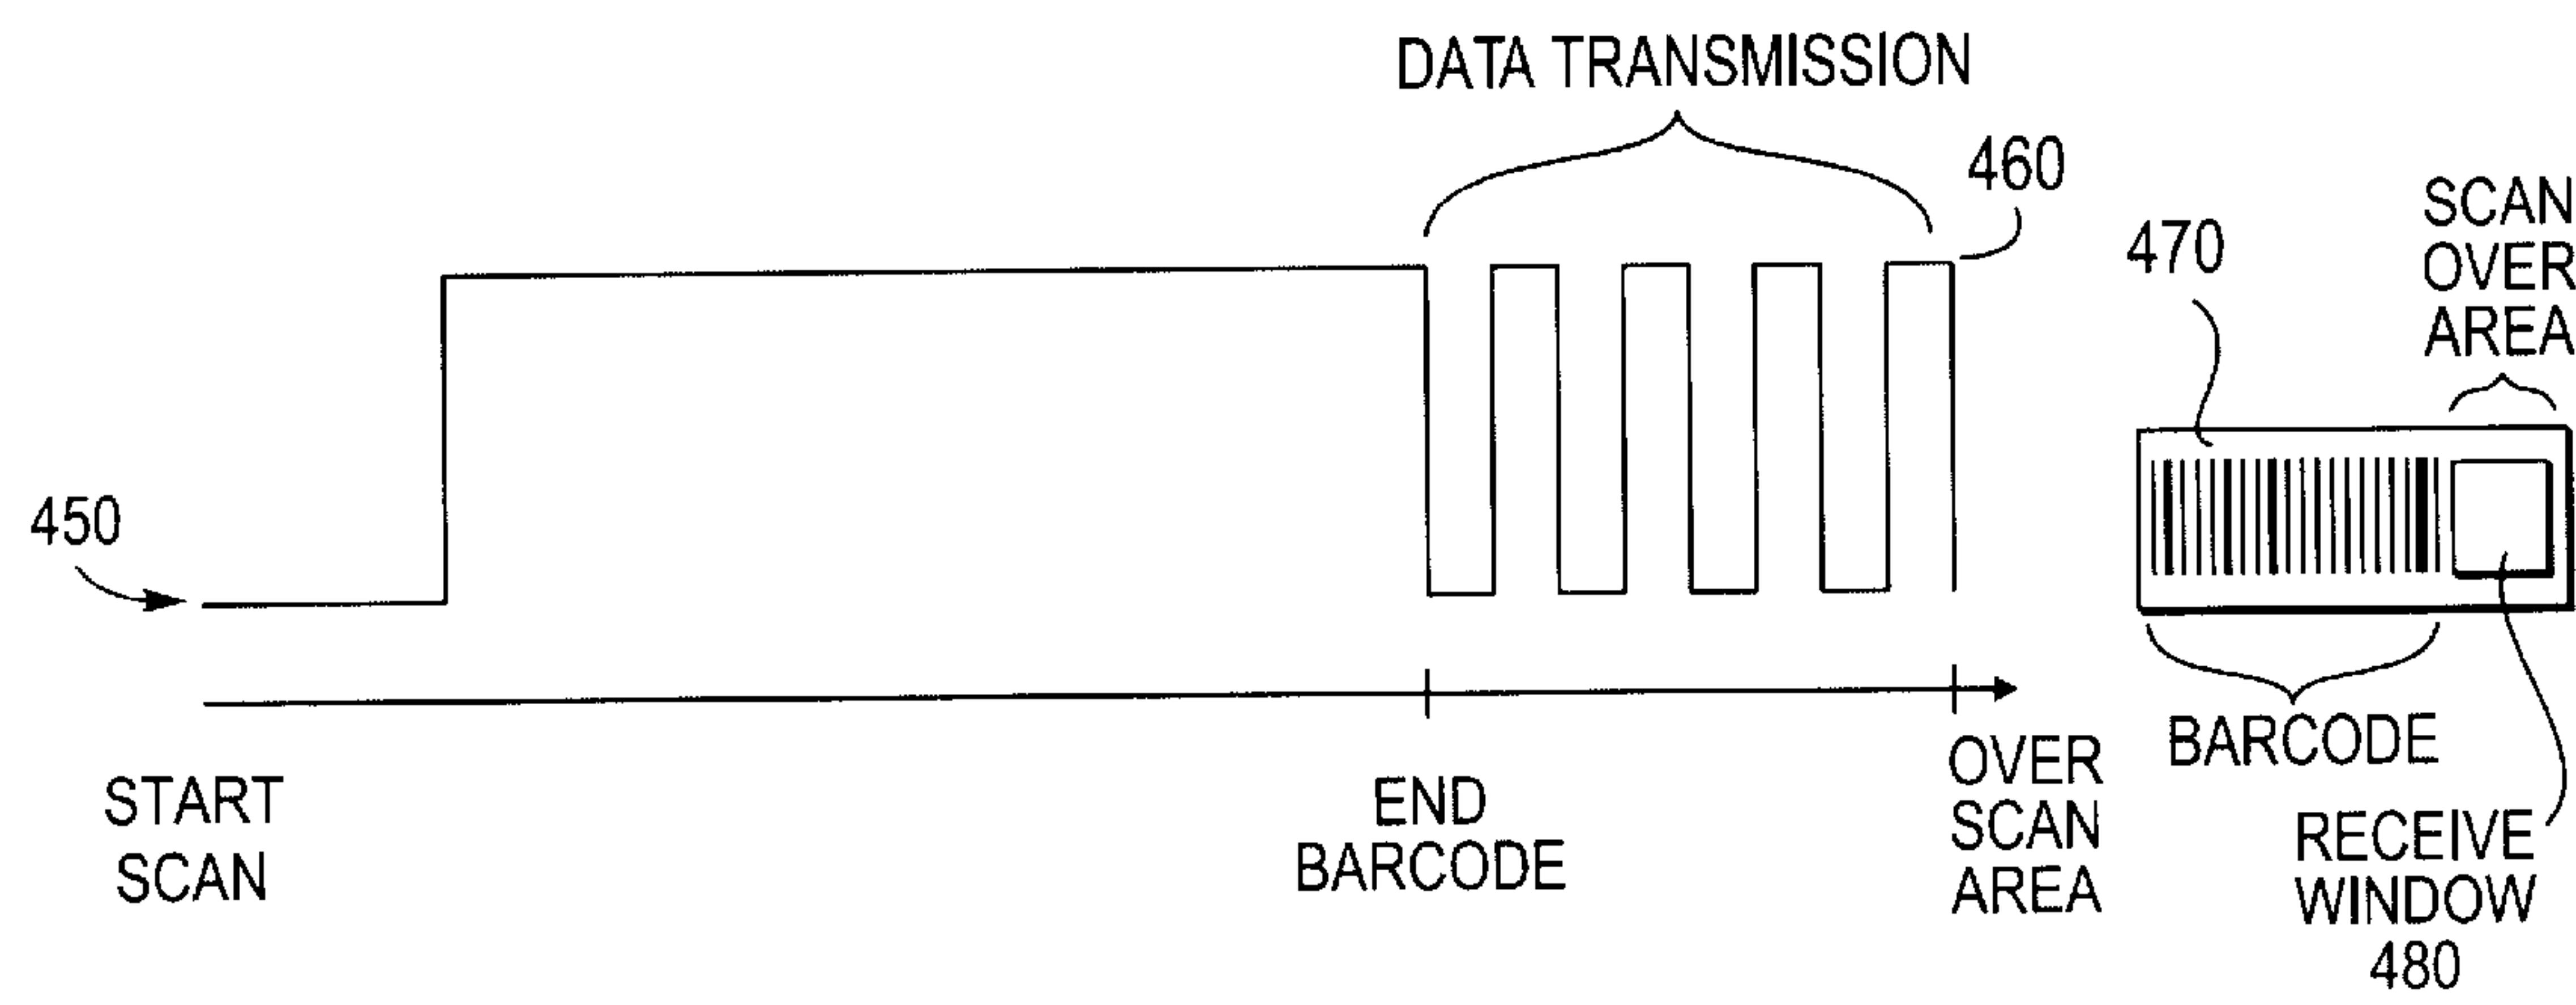 DATA TRANSMISSION
460
470
SCAN
OVER
AREA
450
START
SCAN
END
BARCODE
OVER
SCAN
AREA
BARCODE
RECEIVE
WINDOW
480